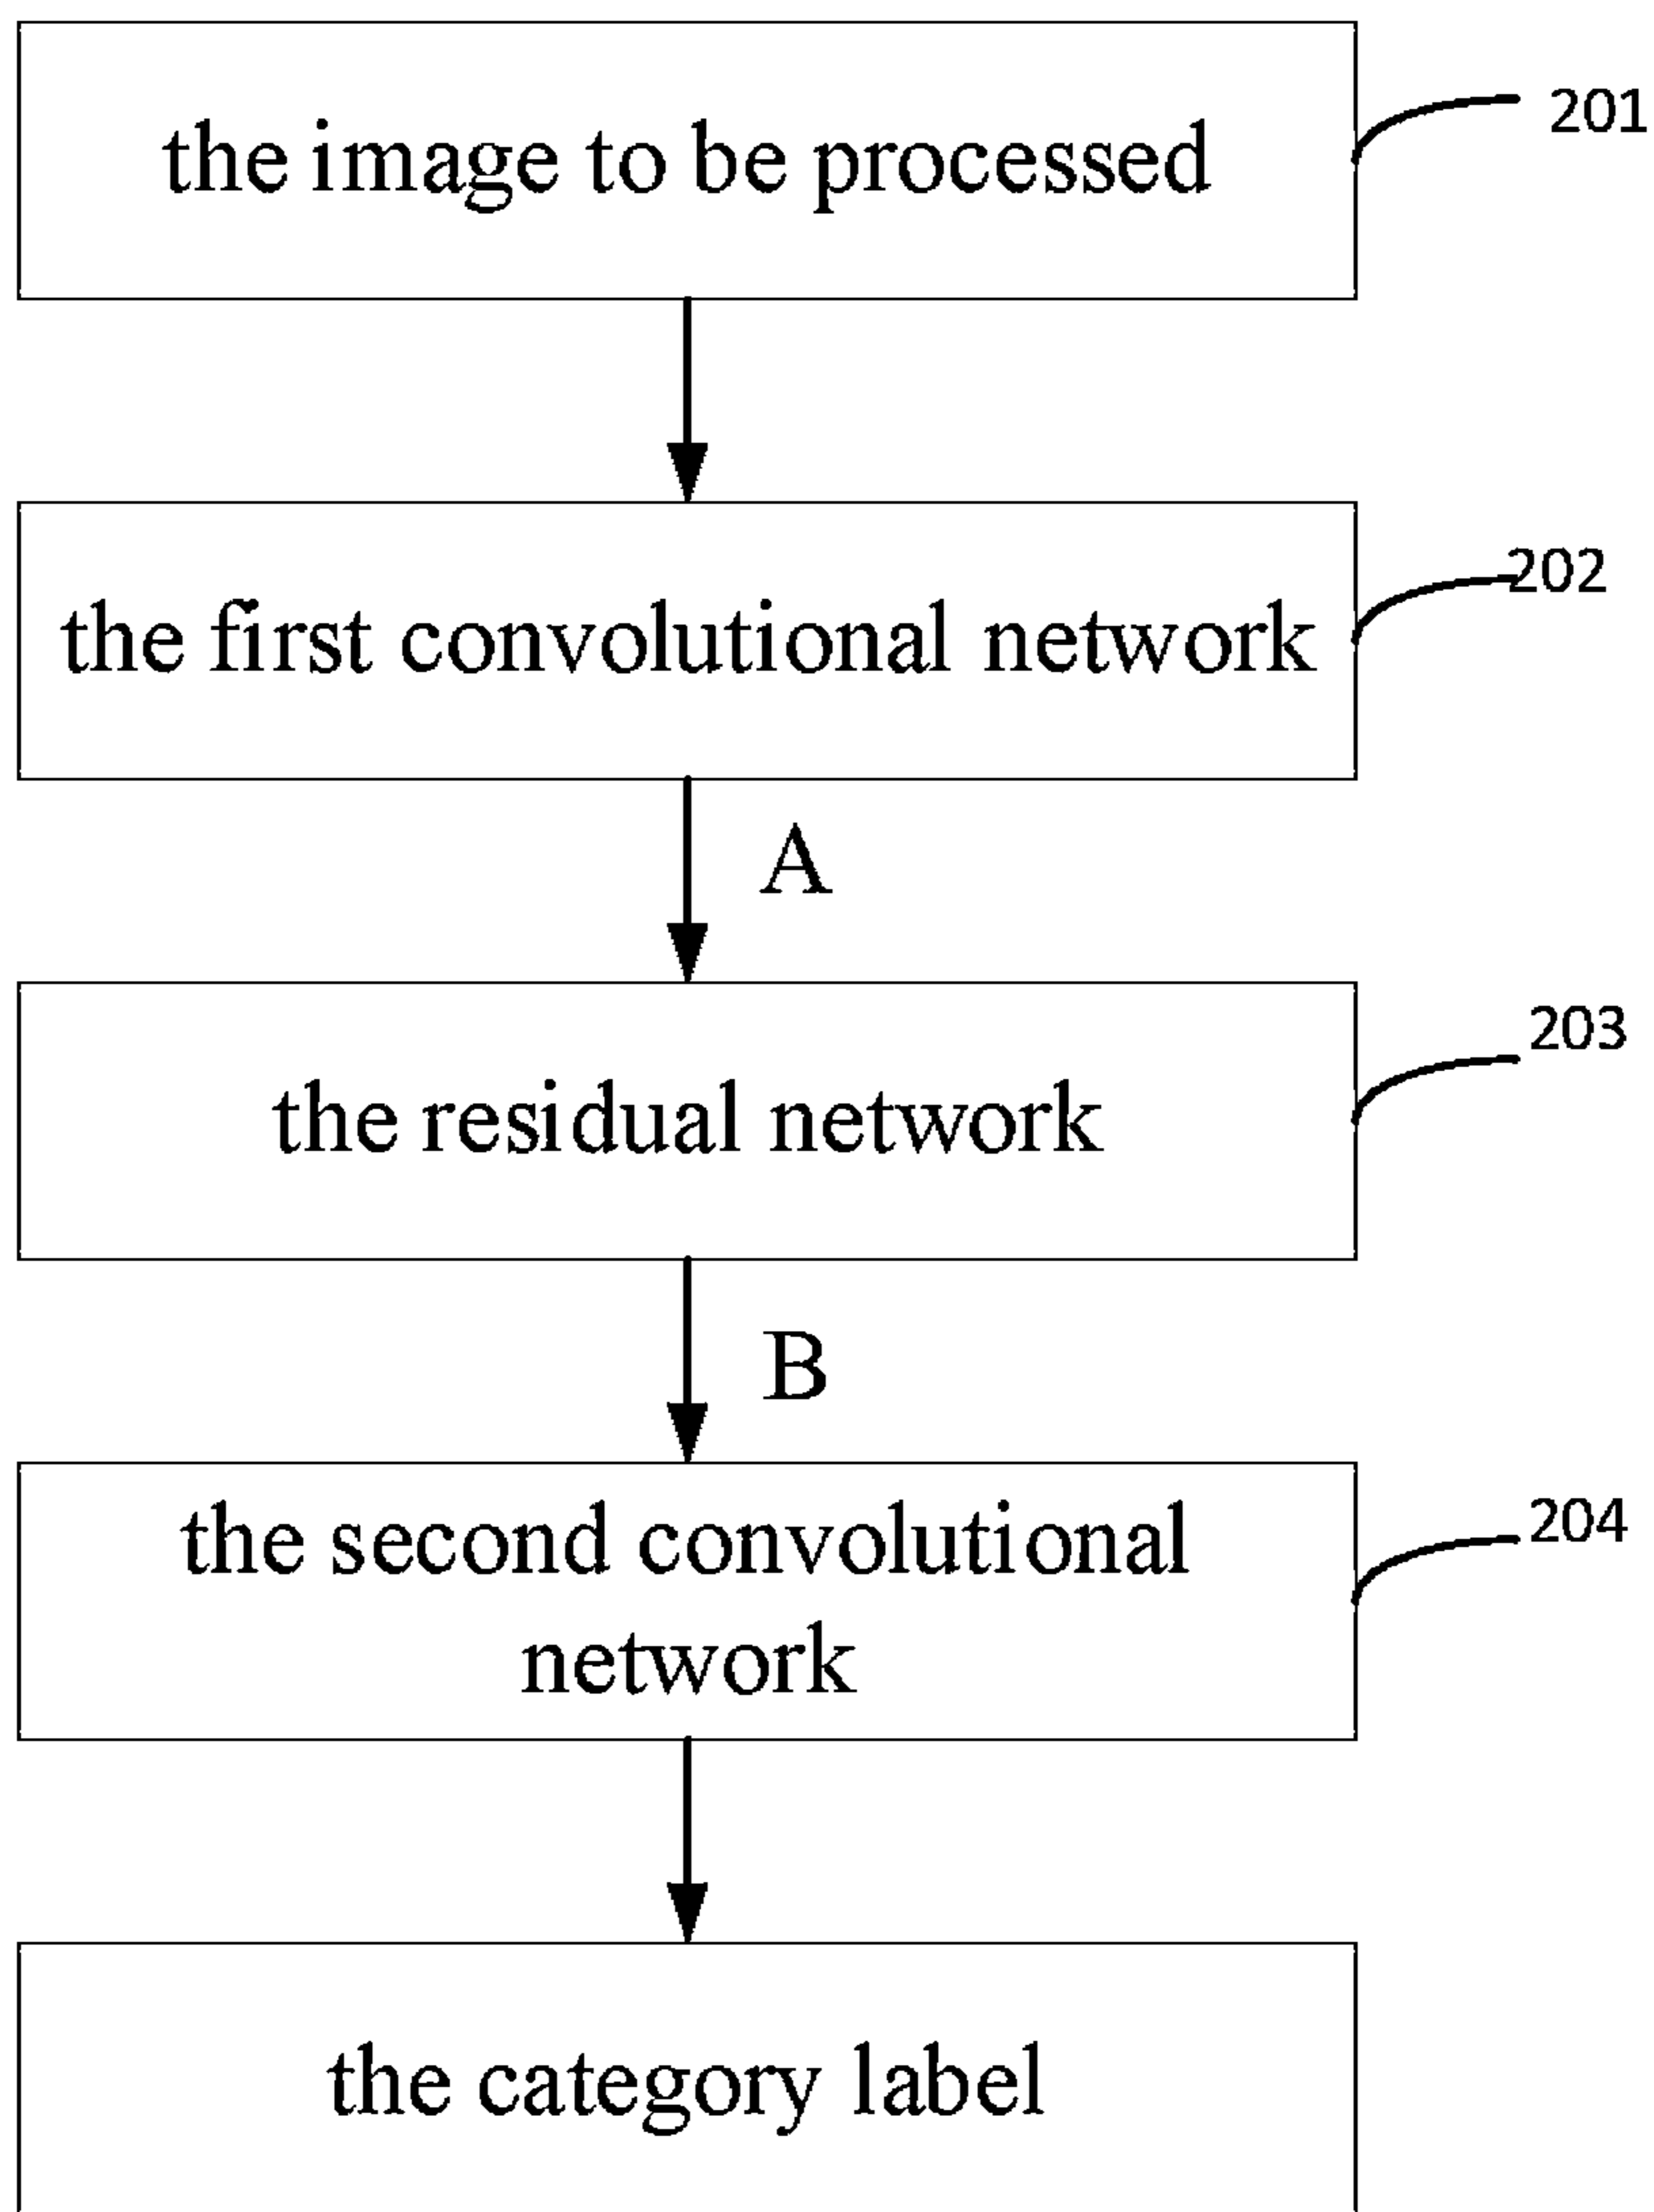 the image to be processed
201
the first convolutional network
202
A
the residual network
203
B
the second convolutional
network
204
the category label